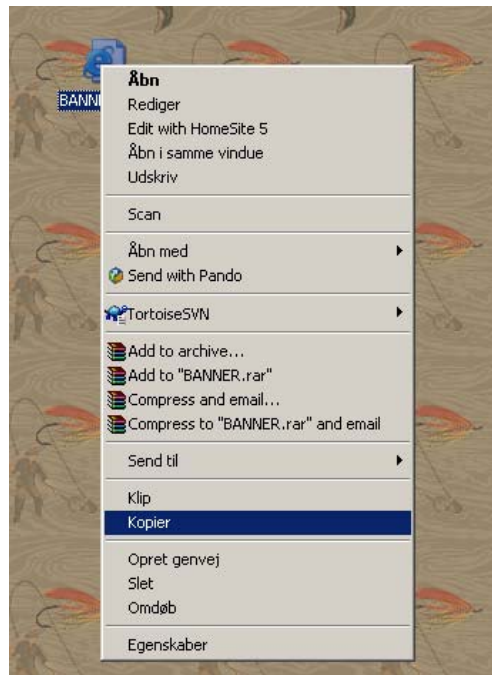 BANNE
Åbn
Rediger
Edit with HomeSite 5
Åbn i samme vindue
Udskriv
Scan
Åbn med
Send with Pando
TortoiseSVN
Add to archive...
Add to "BANNER.rar"
Compress and email...
Compress to "BANNER.rar" and email
Send til
Klip
Kopier
Opret genvej
Slet
Omdøb
Egenskaber